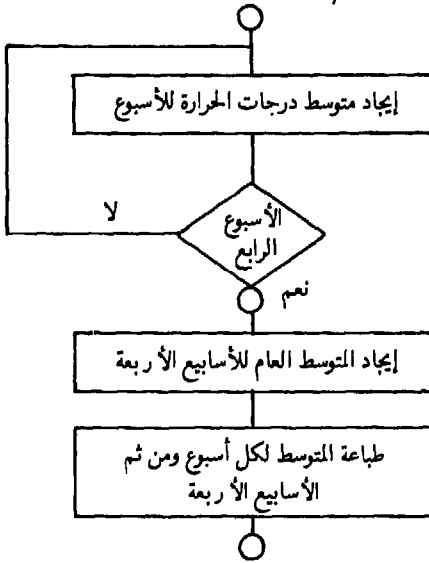 إيجاد متوسط درجات الحرارة للأسبوع
لا
الأسبوع
الرابع
نعم
إيجاد المتوسط العام للأسابيع الأربعة
طباعة المتوسط لكل أسبوع ومن ثم
الأسابيع الأربعة